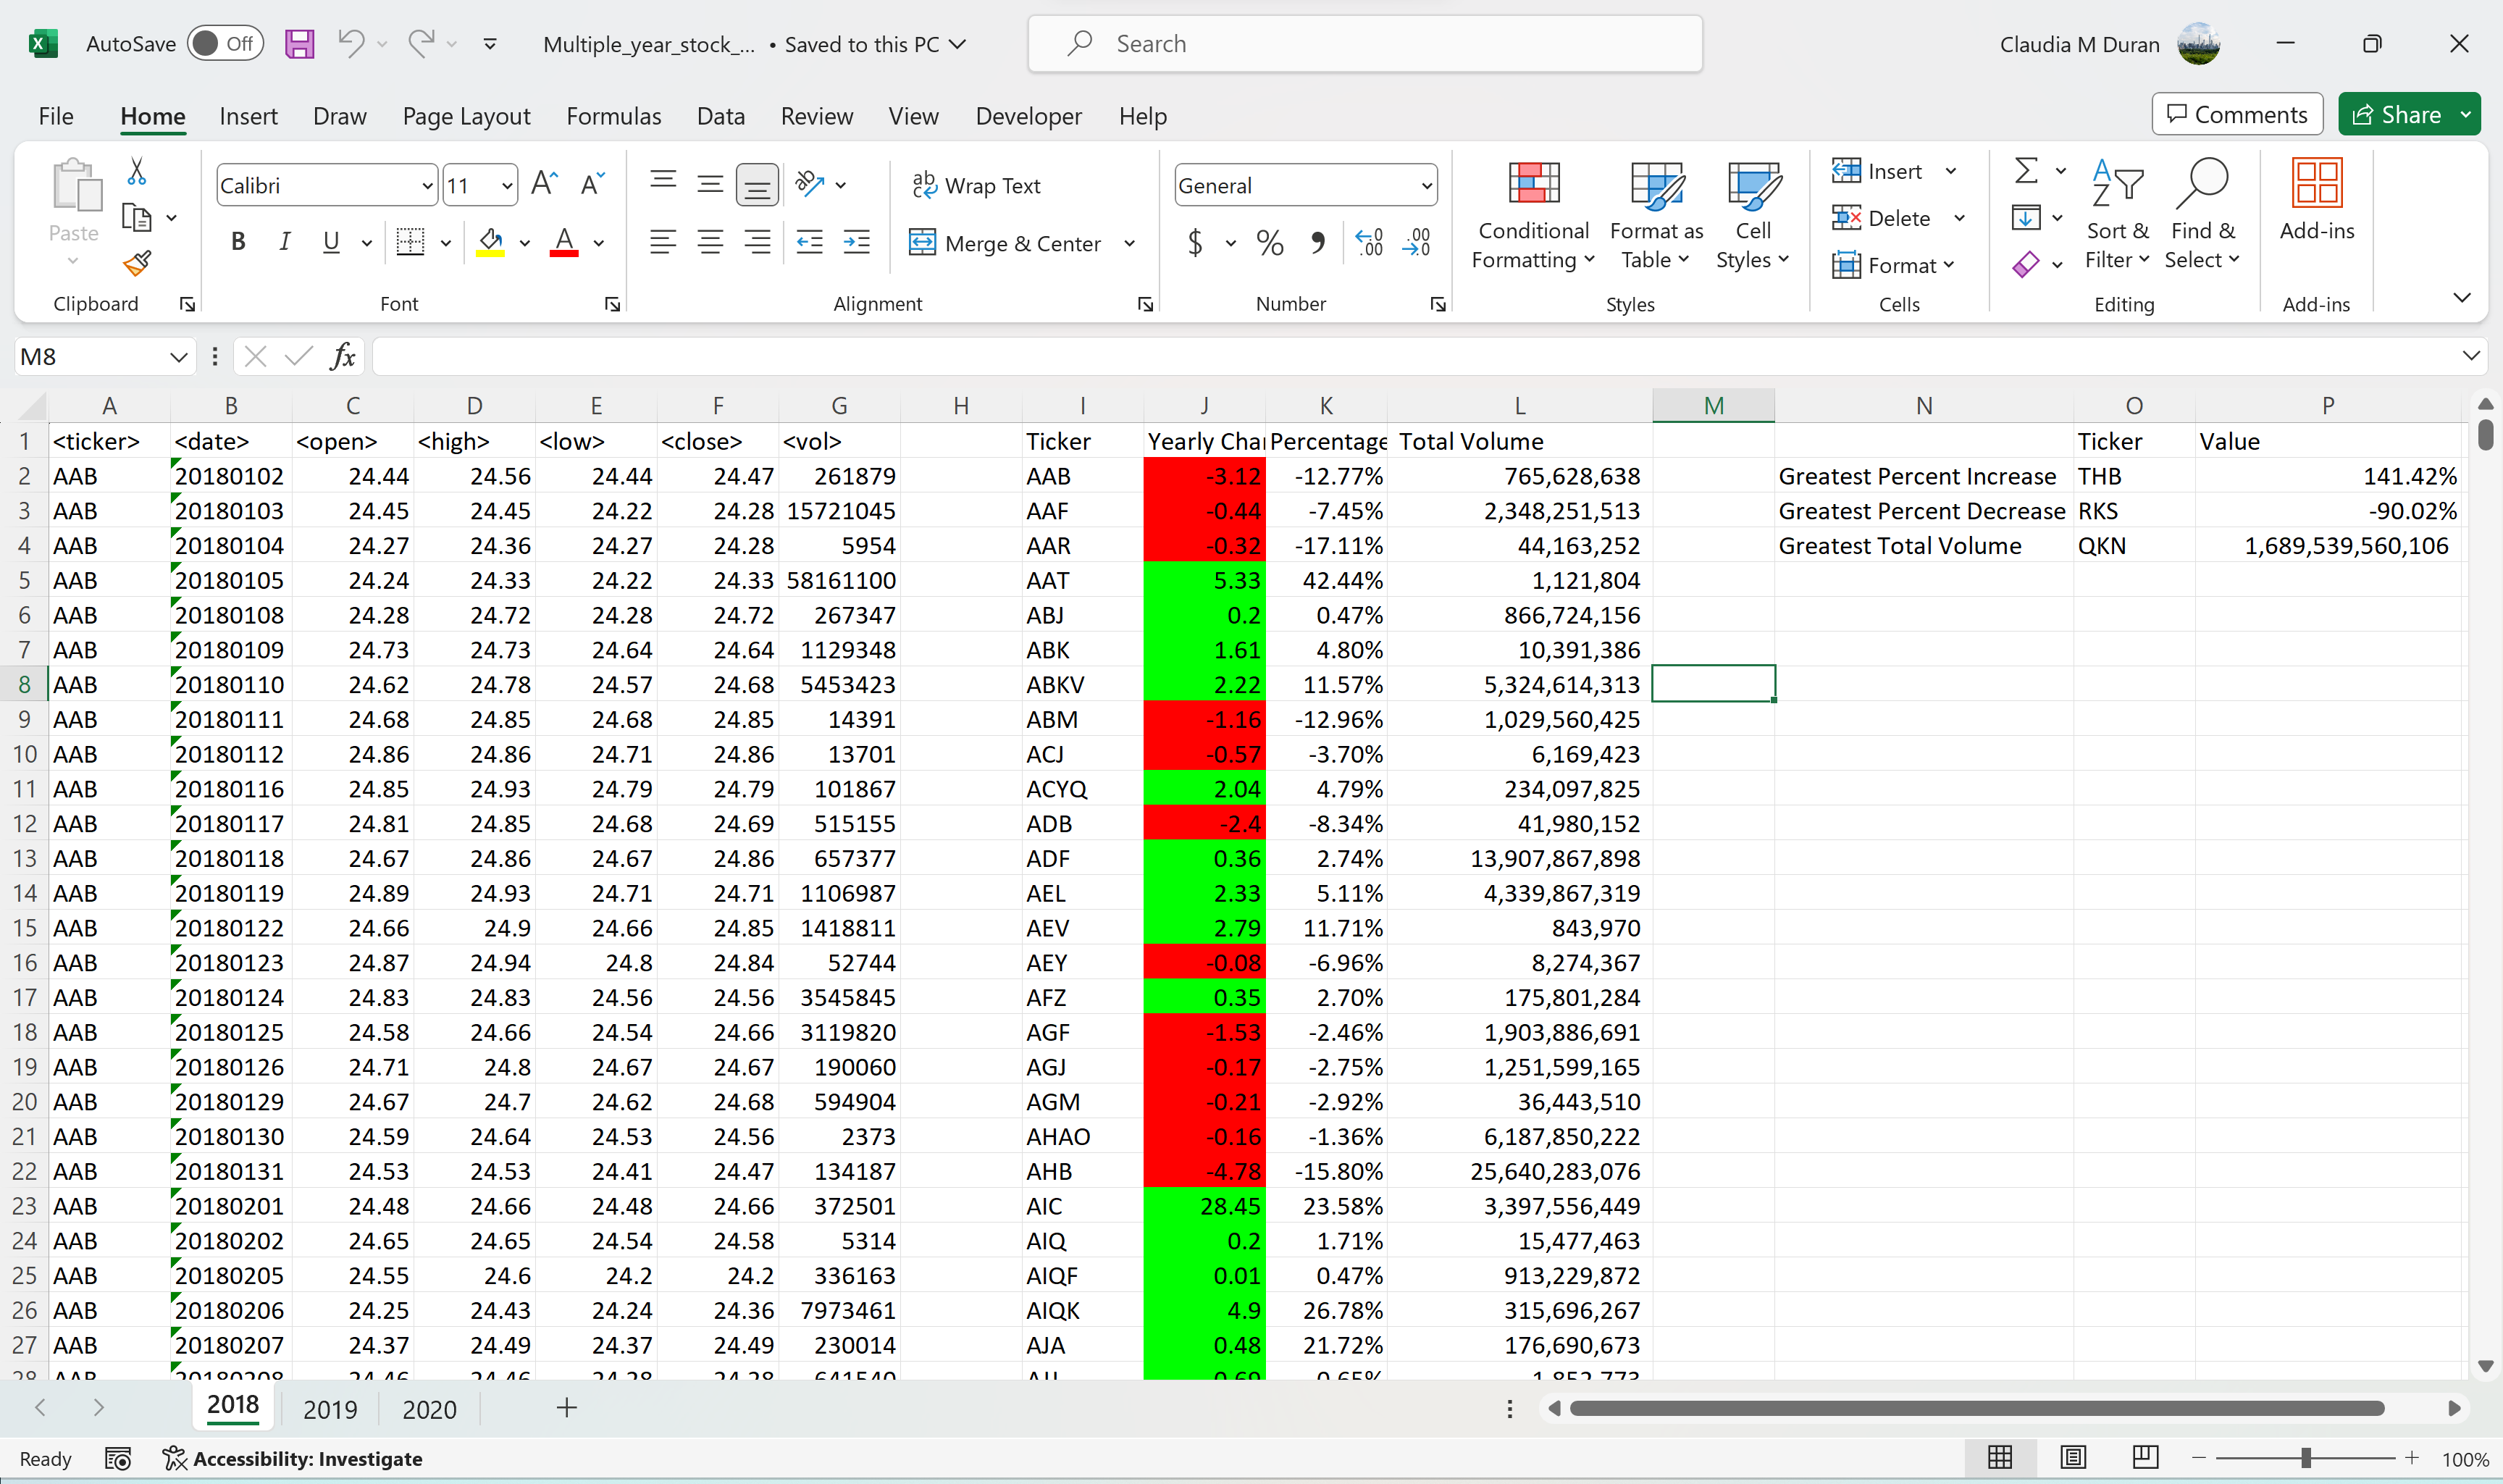 AutoSave Off Multiple_year_stock_... • Saved to this PC Search Claudia M Duran
File Home Insert Draw Page Layout Formulas Data Review View Developer Help Comments Share
Paste Calibri 11 Wrap Text General Conditional Formatting Format as Table Cell Styles Insert Sort & Filter Find & Select Add-ins
B I U Merge & Center $ % Delete
Format
Clipboard Font Alignment Number Styles Cells Editing Add-ins
M8 fx
A B C D E F G H I J K L M N O P
1 <ticker> <date> <open> <high> <low> <close> <vol> Ticker Yearly Cha Percentage Total Volume Ticker Value
2 AAB 20180102 24.44 24.56 24.44 24.47 261879 AAB -3.12 -12.77% 765,628,638 Greatest Percent Increase THB 141.42%
3 AAB 20180103 24.45 24.45 24.22 24.28 15721045 AAF -0.44 -7.45% 2,348,251,513 Greatest Percent Decrease RKS -90.02%
4 AAB 20180104 24.27 24.36 24.27 24.28 5954 AAR -0.32 -17.11% 44,163,252 Greatest Total Volume QKN 1,689,539,560,106
5 AAB 20180105 24.24 24.33 24.22 24.33 58161100 AAT 5.33 42.44% 1,121,804
6 AAB 20180108 24.28 24.72 24.28 24.72 267347 ABJ 0.2 0.47% 866,724,156
7 AAB 20180109 24.73 24.73 24.64 24.64 1129348 ABK 1.61 4.80% 10,391,386
8 AAB 20180110 24.62 24.78 24.57 24.68 5453423 ABKV 2.22 11.57% 5,324,614,313
9 AAB 20180111 24.68 24.85 24.68 24.85 14391 ABM -1.16 -12.96% 1,029,560,425
10 AAB 20180112 24.86 24.86 24.71 24.86 13701 ACJ -0.57 -3.70% 6,169,423
11 AAB 20180116 24.85 24.93 24.79 24.79 101867 ACYQ 2.04 4.79% 234,097,825
12 AAB 20180117 24.81 24.85 24.68 24.69 515155 ADB -2.4 -8.34% 41,980,152
13 AAB 20180118 24.67 24.86 24.67 24.86 657377 ADF 0.36 2.74% 13,907,867,898
14 AAB 20180119 24.89 24.93 24.71 24.71 1106987 AEL 2.33 5.11% 4,339,867,319
15 AAB 20180122 24.66 24.9 24.66 24.85 1418811 AEV 2.79 11.71% 843,970
16 AAB 20180123 24.87 24.94 24.8 24.84 52744 AEY -0.08 -6.96% 8,274,367
17 AAB 20180124 24.83 24.83 24.56 24.56 3545845 AFZ 0.35 2.70% 175,801,284
18 AAB 20180125 24.58 24.66 24.54 24.66 3119820 AGF -1.53 -2.46% 1,903,886,691
19 AAB 20180126 24.71 24.8 24.67 24.67 190060 AGJ -0.17 -2.75% 1,251,599,165
20 AAB 20180129 24.67 24.7 24.62 24.68 594904 AGM -0.21 -2.92% 36,443,510
21 AAB 20180130 24.59 24.64 24.53 24.56 2373 AHAO -0.16 -1.36% 6,187,850,222
22 AAB 20180131 24.53 24.53 24.41 24.47 134187 AHB -4.78 -15.80% 25,640,283,076
23 AAB 20180201 24.48 24.66 24.48 24.66 372501 AIC 28.45 23.58% 3,397,556,449
24 AAB 20180202 24.65 24.65 24.54 24.58 5314 AIQ 0.2 1.71% 15,477,463
25 AAB 20180205 24.55 24.6 24.2 24.2 336163 AIQF 0.01 0.47% 913,229,872
26 AAB 20180206 24.25 24.43 24.24 24.36 7973461 AIQK 4.9 26.78% 315,696,267
27 AAB 20180207 24.37 24.49 24.37 24.49 230014 AJA 0.48 21.72% 176,690,673
2018 2019 2020
Ready Accessibility: Investigate 100%